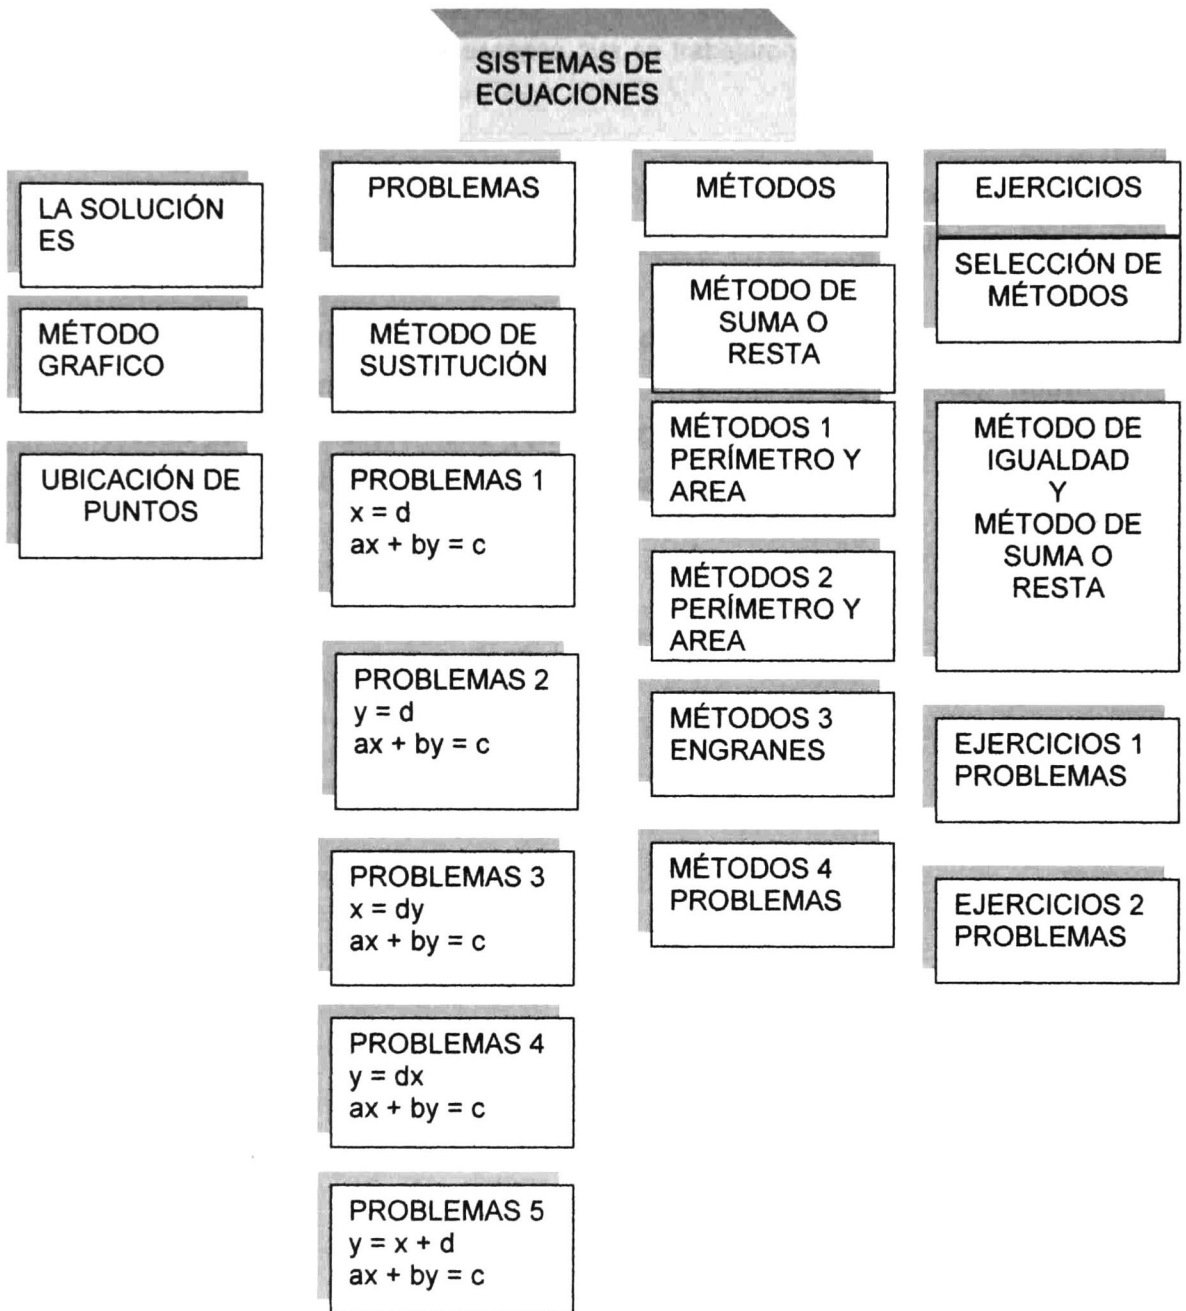 SISTEMAS DE
ECUACIONES
LA SOLUCIÓN
ES
MÉTODO
GRAFICO
UBICACIÓN DE
PUNTOS
PROBLEMAS
MÉTODO DE
SUSTITUCIÓN
PROBLEMAS 1
x = d
ax + by = c
PROBLEMAS 2
y = d
ax + by = c
PROBLEMAS 3
x = dy
ax + by = c
PROBLEMAS 4
y = dx
ax + by = c
PROBLEMAS 5
y = x + d
ax + by = c
MÉTODOS
MÉTODO DE
SUMA O
RESTA
MÉTODOS 1
PERÍMETRO Y
AREA
MÉTODOS 2
PERÍMETRO Y
AREA
MÉTODOS 3
ENGRANES
MÉTODOS 4
PROBLEMAS
EJERCICIOS
SELECCIÓN DE
MÉTODOS
MÉTODO DE
IGUALDAD
Y
MÉTODO DE
SUMA O
RESTA
EJERCICIOS 1
PROBLEMAS
EJERCICIOS 2
PROBLEMAS